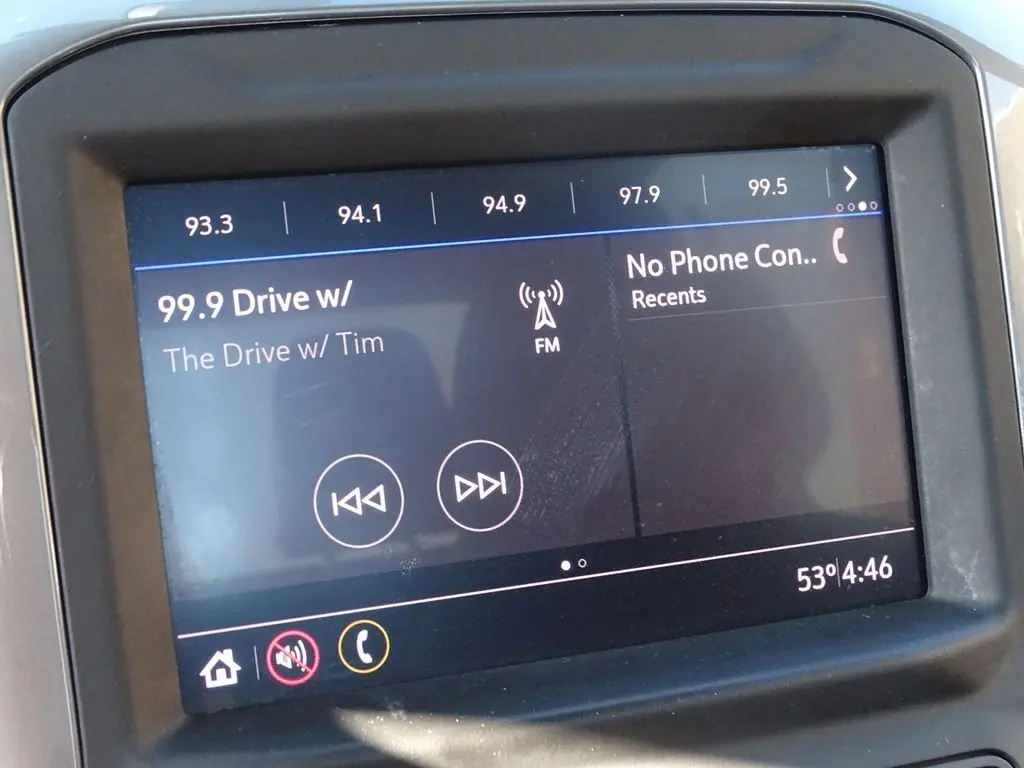 93.3 94.1 94.9 97.9 99.5
99.9 Drive w/
The Drive w/ Tim
FM
No Phone Con..
Recents
53º 4:46